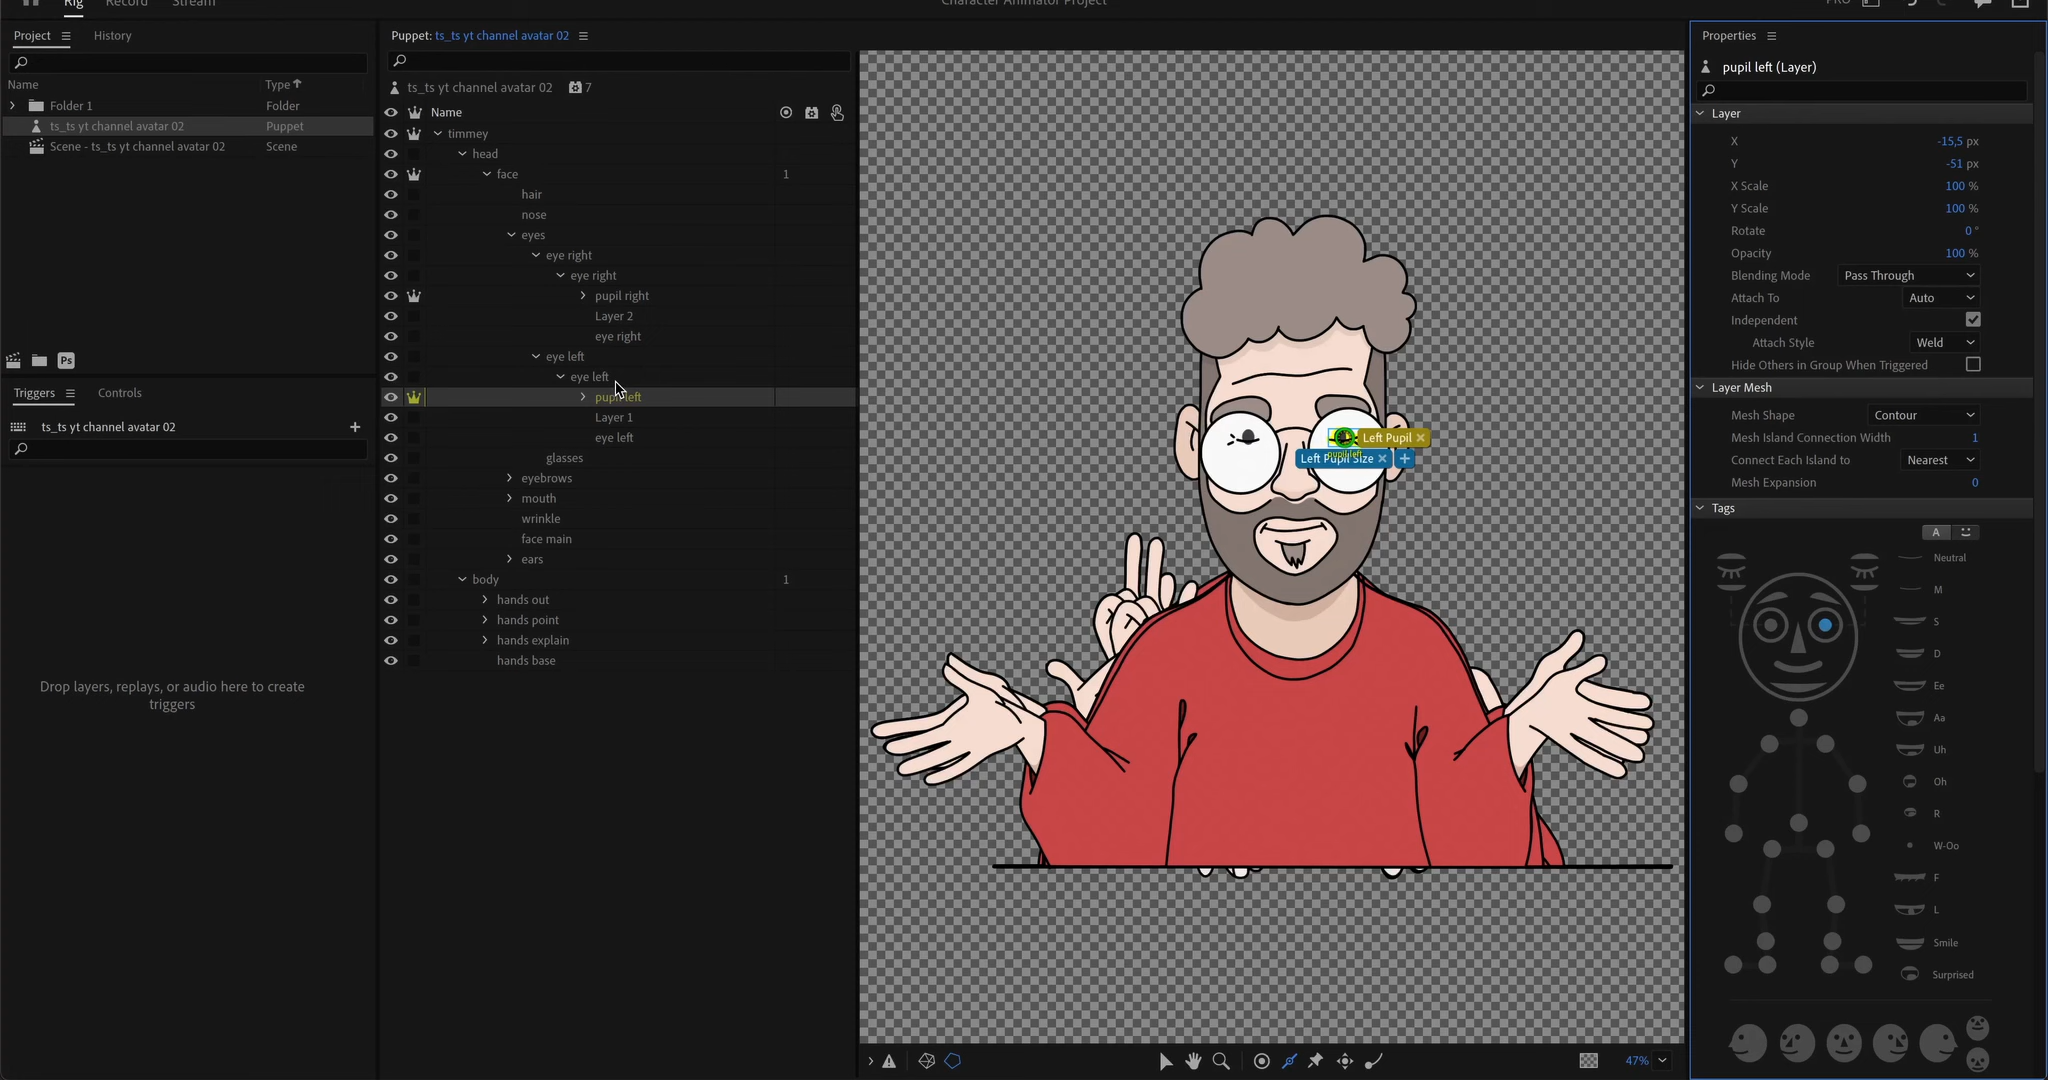 Rig Record Stream
Character Animator Project
PRO
Project History
Name Type
Folder 1 Folder
ts_ts yt channel avatar 02 Puppet
Scene - ts_ts yt channel avatar 02 Scene
Ps
Triggers Controls
ts_ts yt channel avatar 02 +
Drop layers, replays, or audio here to create
triggers
Puppet: ts_ts yt channel avatar 02
ts_ts yt channel avatar 02 7
Name
timmey
head
face 1
hair
nose
eyes
eye right
eye right
pupil right
Layer 2
eye right
eye left
eye left
pupil left
Layer 1
eye left
glasses
eyebrows
mouth
wrinkle
face main
ears
body 1
hands out
hands point
hands explain
hands base
Left Pupil ×
pupil left
Left Pupil Size × +
47%
Properties
pupil left (Layer)
Layer
X -15,5 px
Y -51 px
X Scale 100 %
Y Scale 100 %
Rotate 0 °
Opacity 100 %
Blending Mode Pass Through
Attach To Auto
Independent
Attach Style Weld
Hide Others in Group When Triggered
Layer Mesh
Mesh Shape Contour
Mesh Island Connection Width 1
Connect Each Island to Nearest
Mesh Expansion 0
Tags
A
Neutral
M
S
D
Ee
Aa
Uh
Oh
R
W-Oo
F
L
Smile
Surprised